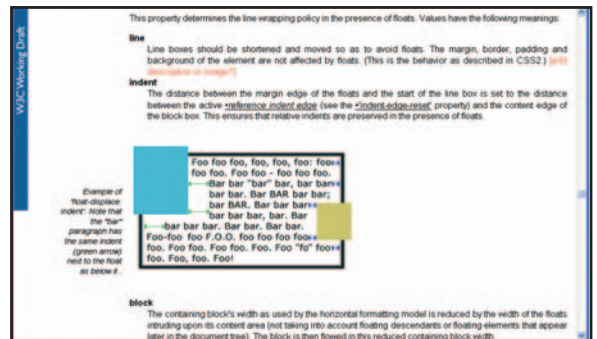 This property determines the line wrapping policy in the presence of floats. Values have the following meanings:
line
Line boxes should be shortened and moved so as to avoid floats. The margin, border, padding and
background of the element are not affected by floats. (This is the behavior as described in CSS2.)
indent
The distance between the margin edge of the floats and the start of the line box is set to the distance
between the active •reference indent edge (see the •'indent-edge-reset' property) and the content edge of
the block box. This ensures that relative indents are preserved in the presence of floats.
Foo foo foo, foo, foo, foo: foo
foo foo. Foo foo - foo foo foo.
Bar bar "bar" bar, bar bar
bar bar. Bar BAR bar bar;
bar BAR. Bar bar bar
bar bar bar, bar. Bar
bar bar bar. Bar bar. Bar bar.
Foo-foo foo F.O.O. foo foo foo foo
foo. Foo foo. Foo foo. Foo. Foo "fo" foo
foo. Foo, foo. Foo!
Example of
'float-displace:
indent'. Note that
the "bar"
paragraph has
the same indent
(green arrow)
next to the float
as below it.
block
The containing block's width as used by the horizontal formatting model is reduced by the width of the floats
intruding upon its content area (not taking into account floating descendants or floating elements that appear
later in the document tree). The block is then flowed in this reduced containing block width.
W3C Working Draft